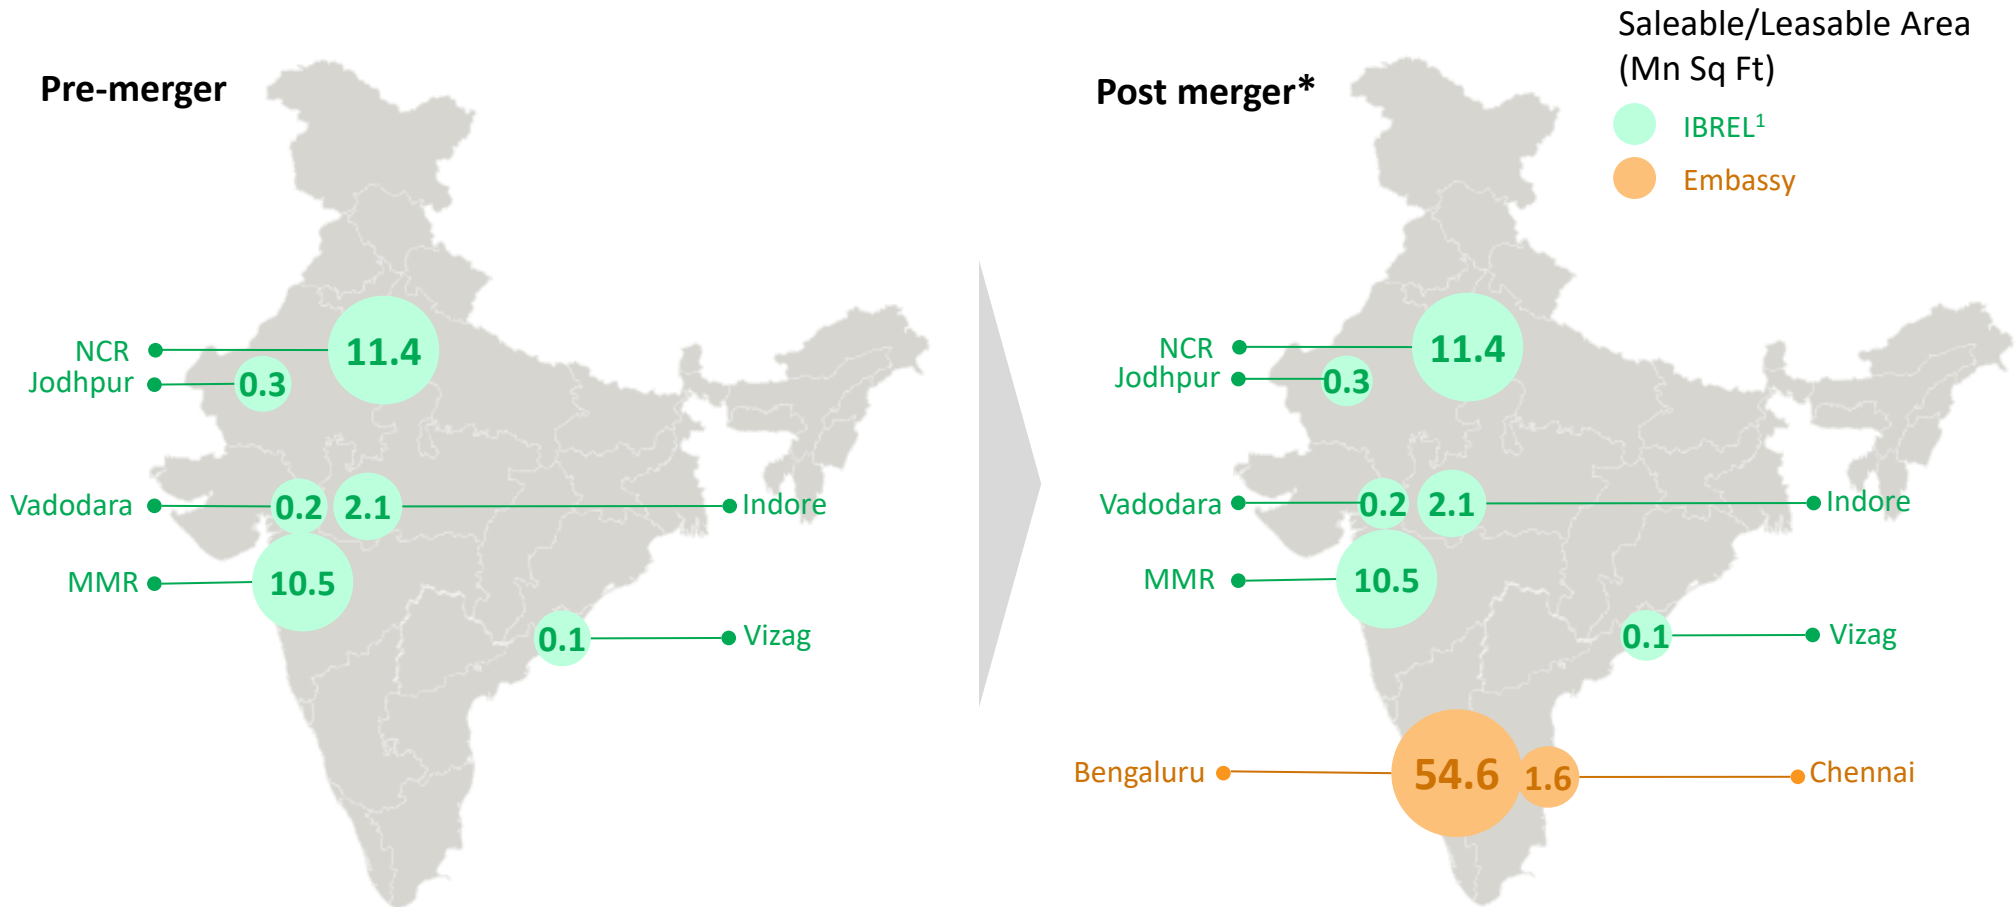 Pre-merger
NCR
11.4
Jodhpur
0.3
Vadodara
0.2
2.1
Indore
MMR
10.5
0.1
Vizag
Post merger*
Saleable/Leasable Area
(Mn Sq Ft)
IBREL¹
Embassy
NCR
11.4
Jodhpur
0.3
Vadodara
0.2
2.1
Indore
MMR
10.5
0.1
Vizag
Bengaluru
54.6
1.6
Chennai